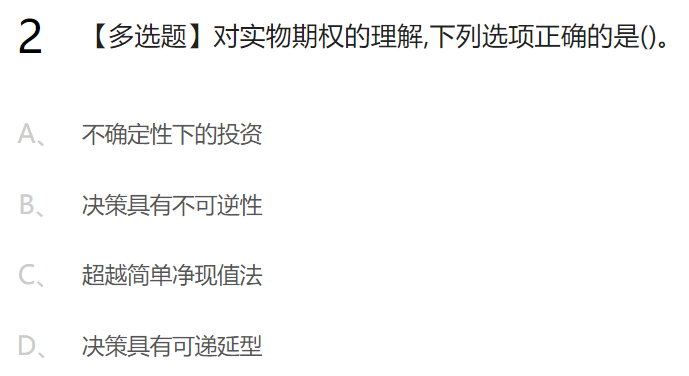 2 【多选题】对实物期权的理解,下列选项正确的是()。
A、 不确定性下的投资
B、 决策具有不可逆性
C、 超越简单净现值法
D、 决策具有可递延型